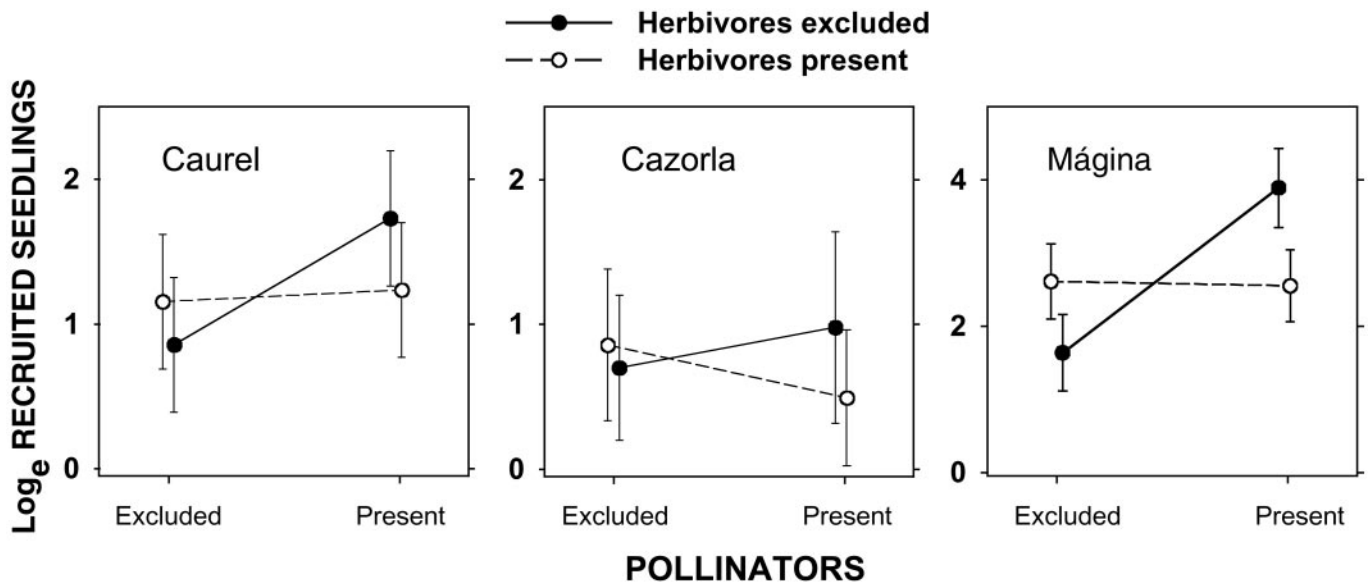 Herbivores excluded
Herbivores present
Loge RECRUITED SEEDLINGS
Caurel
2
1
0
Excluded Present
Cazorla
2
1
0
Excluded Present
Mágina
4
2
0
Excluded Present
POLLINATORS